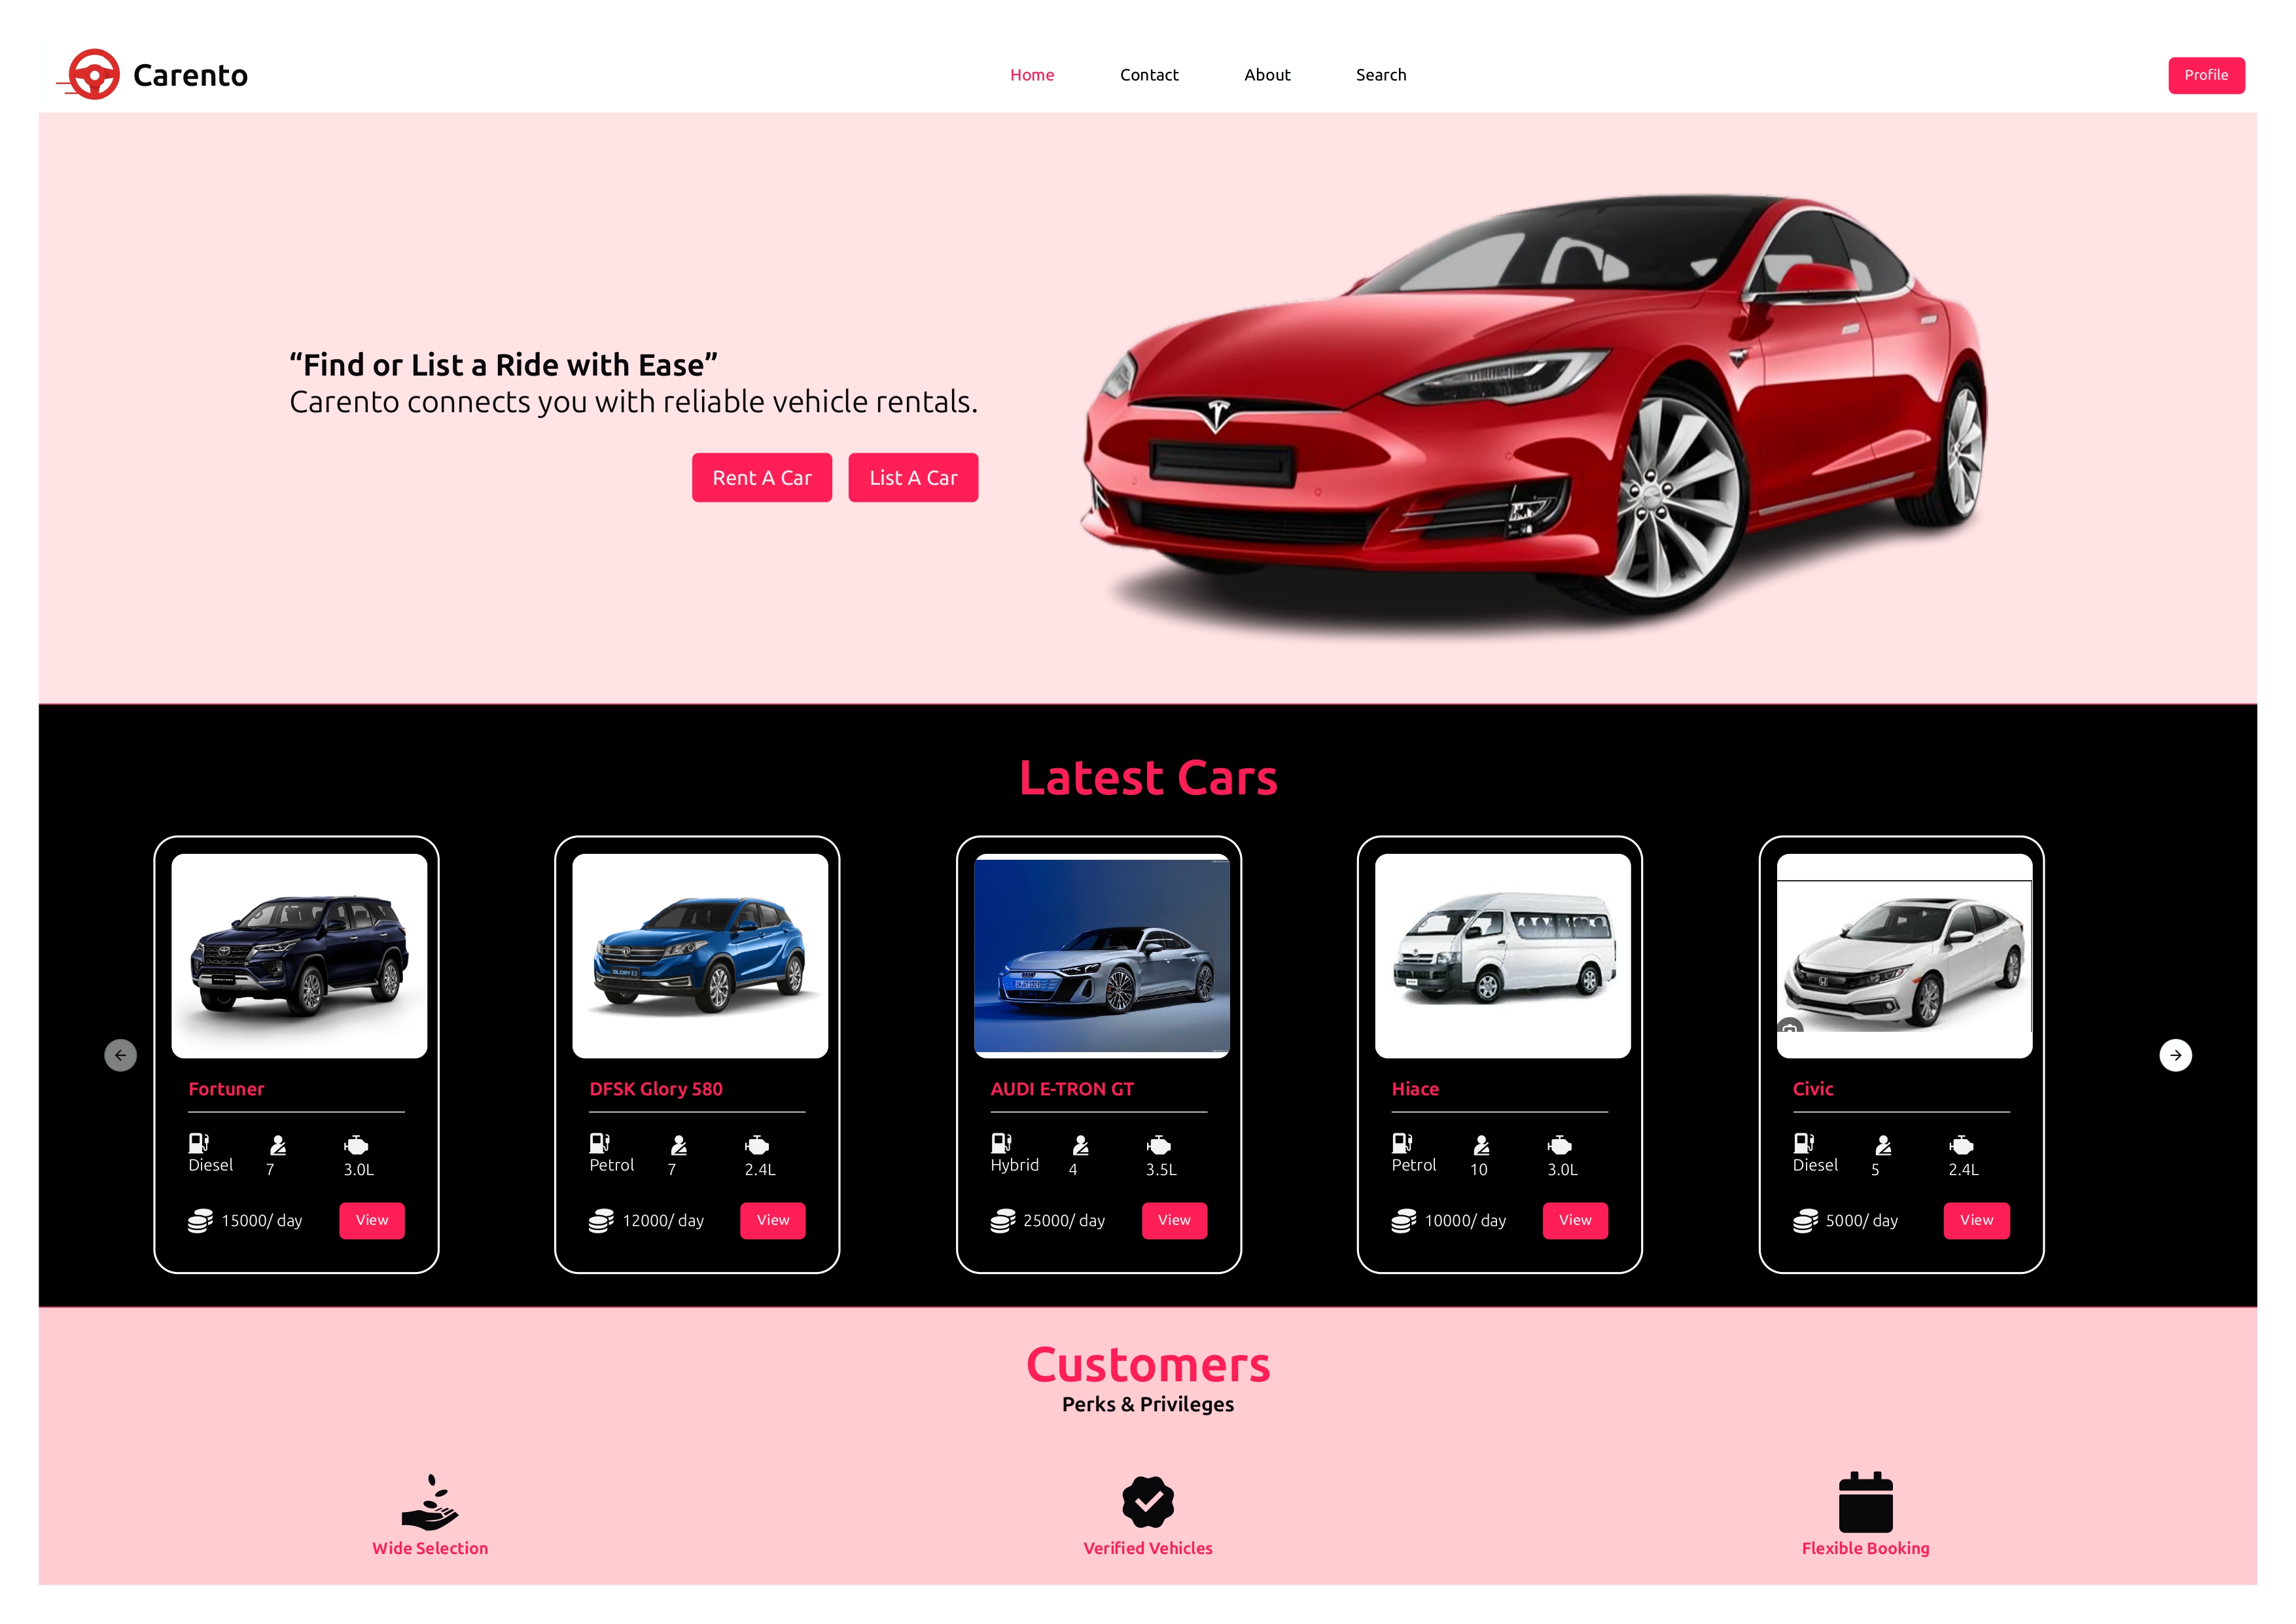 Carento
Home Contact About Search
Profile
“Find or List a Ride with Ease”
Carento connects you with reliable vehicle rentals.
Rent A Car List A Car
Latest Cars
Fortuner
Diesel 7 3.0L
15000/ day View
GLORY
DFSK Glory 580
Petrol 7 2.4L
12000/ day View
AUDI E-TRON GT
Hybrid 4 3.5L
25000/ day View
Hiace
Petrol 10 3.0L
10000/ day View
Civic
Diesel 5 2.4L
5000/ day View
Customers
Perks & Privileges
Wide Selection
Verified Vehicles
Flexible Booking